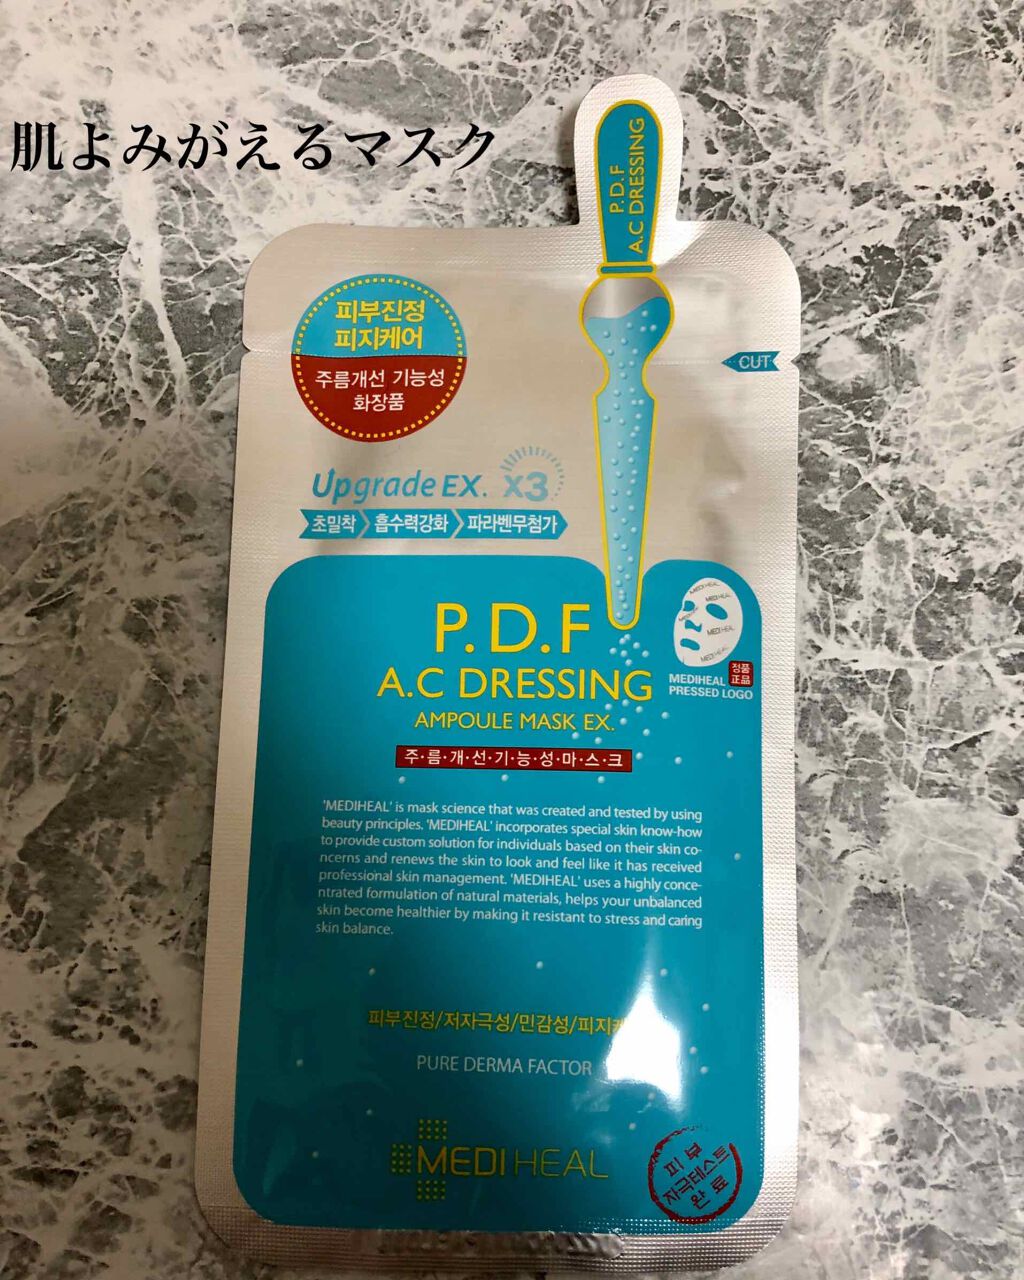 肌よみがえるマスク
P.D.F
A.C DRESSING
피부진정
피지케어
주름개선 기능성
화장품
CUT
Upgrade EX. x3
초밀착 흡수력강화 파라벤무첨가
P.D.F
A.C DRESSING
AMPOULE MASK EX.
주·름·개·선·기·능·성·마·스·크
MEDIHEAL
MEDIHEAL
MEDIHEAL
MEDIHEAL
MEDIHEAL
정품
正品
PRESSED LOGO
'MEDIHEAL' is mask science that was created and tested by using
beauty principles. 'MEDIHEAL' incorporates special skin know-how
to provide custom solution for individuals based on their skin co-
ncerns and renews the skin to look and feel like it has received
professional skin management. 'MEDIHEAL' uses a highly conce-
ntrated formulation of natural materials, helps your unbalanced
skin become healthier by making it resistant to stress and caring
skin balance.
피부진정/저자극성/민감성/피지케
PURE DERMA FACTOR
MEDIHEAL
피부
자극테스트
완료